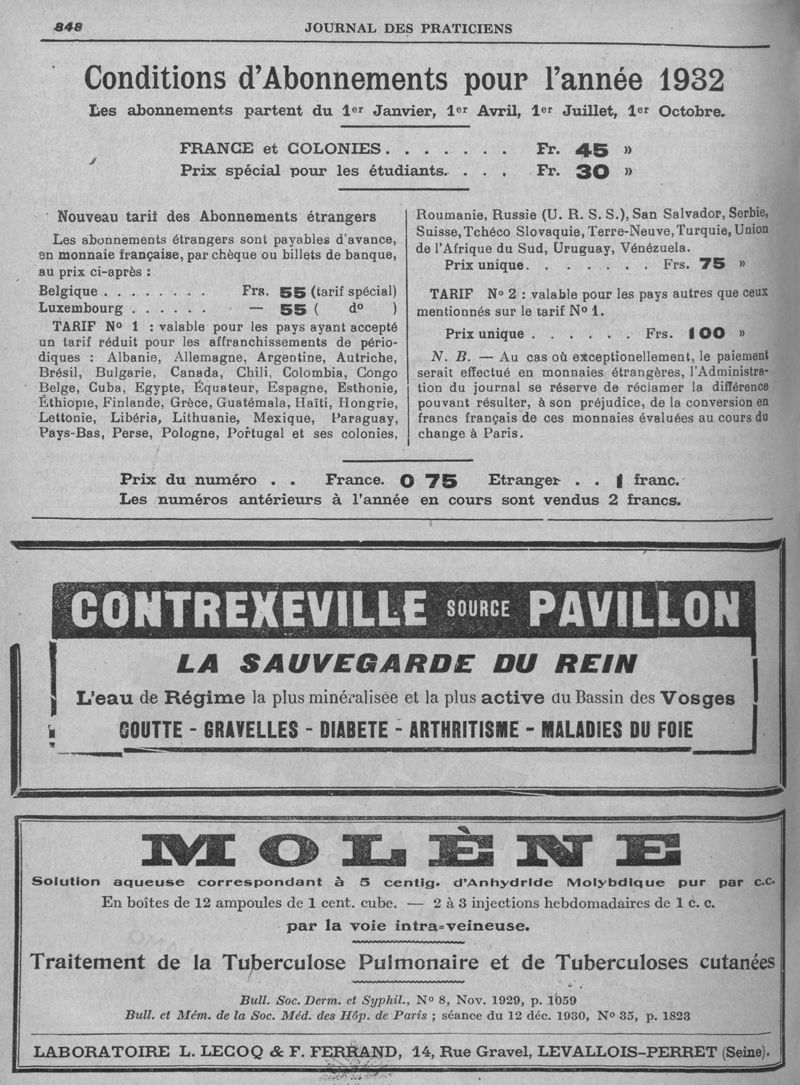 848
JOURNAL DES PRATICIENS
Conditions d'Abonnements pour l'année 1932
Les abonnements partent du 1er Janvier, 1er Avril, 1er Juillet, 1er Octobre.
FRANCE et COLONIES. . . . . . . Fr. 45 »
Prix spécial pour les étudiants. . . . Fr. 30 »
Nouveau tarif des Abonnements étrangers
Les abonnements étrangers sont payables d'avance,
en monnaie française, par chèque ou billets de banque,
au prix ci-après :
Belgique . . . . . . . . Frs. 55 (tarif spécial)
Luxembourg . . . . . . — 55 ( do )
TARIF No 1 : valable pour les pays ayant accepté
un tarif réduit pour les affranchissements de pério-
diques : Albanie, Allemagne, Argentine, Autriche,
Brésil, Bulgarie, Canada, Chili, Colombia, Congo
Belge, Cuba, Egypte, Équateur, Espagne, Esthonie,
Éthiopie, Finlande, Grèce, Guatémala, Haïti, Hongrie,
Lettonie, Libéria, Lithuanie, Mexique, Paraguay,
Pays-Bas, Perse, Pologne, Portugal et ses colonies,
Roumanie, Russie (U. R. S. S.), San Salvador, Serbie,
Suisse, Tchéco Slovaquie, Terre-Neuve, Turquie, Union
de l'Afrique du Sud, Uruguay, Vénézuela.
Prix unique. . . . . . . . Frs. 75 »
TARIF No 2 : valable pour les pays autres que ceux
mentionnés sur le tarif No 1.
Prix unique . . . . . . Frs. 100 »
N. B. — Au cas où exceptionellement, le paiement
serait effectué en monnaies étrangères, l'Administra-
tion du journal se réserve de réclamer la différence
pouvant résulter, à son préjudice, de la conversion en
francs français de ces monnaies évaluées au cours du
change à Paris.
Prix du numéro . . France. 0 75 Etranger . . 1 franc.
Les numéros antérieurs à l'année en cours sont vendus 2 francs.
CONTREXEVILLE SOURCE PAVILLON
LA SAUVEGARDE DU REIN
L'eau de Régime la plus minéralisée et la plus active du Bassin des Vosges
GOUTTE - GRAVELLES - DIABETE - ARTHRITISME - MALADIES DU FOIE
MOLÈNE
Solution aqueuse correspondant à 5 centig. d'Anhydride Molybdique pur par c.c.
En boîtes de 12 ampoules de 1 cent. cube. — 2 à 3 injections hebdomadaires de 1 c. c.
par la voie intra-veineuse.
Traitement de la Tuberculose Pulmonaire et de Tuberculoses cutanées
Bull. Soc. Derm. et Syphil., No 8, Nov. 1929, p. 1059
Bull. et Mém. de la Soc. Méd. des Hôp. de Paris ; séance du 12 déc. 1930, No 35, p. 1823
LABORATOIRE L. LECOQ & F. FERRAND, 14, Rue Gravel, LEVALLOIS-PERRET (Seine).